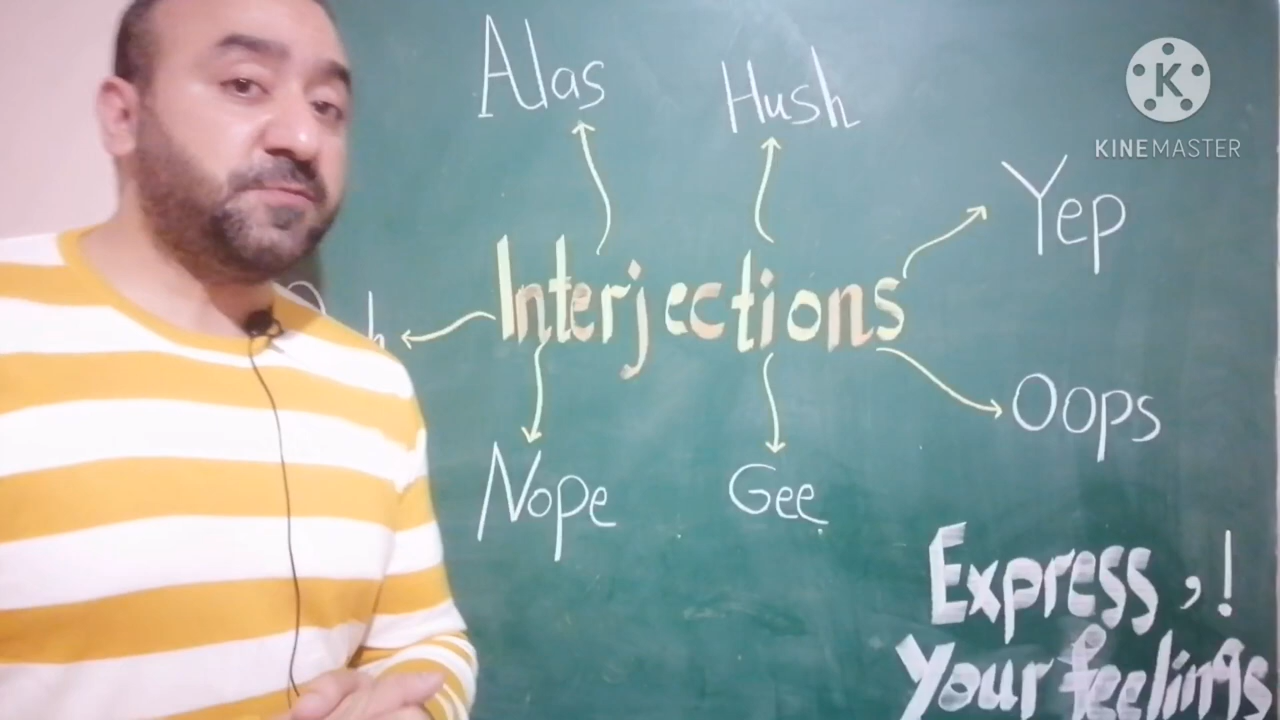 Alas
Hush
KINEMASTER
Yep
Interjections
Oops
Nope
Gee
Express , !
Your feelings